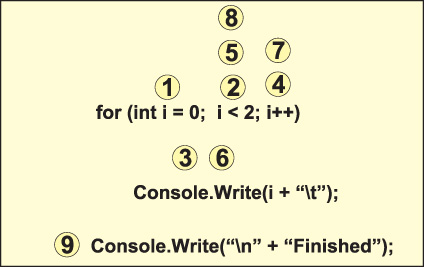 8
5 7
1 2 4
for (int i = 0;  i < 2; i++)
3 6
Console.Write(i + “\t”);
9 Console.Write(“\n” + “Finished”);